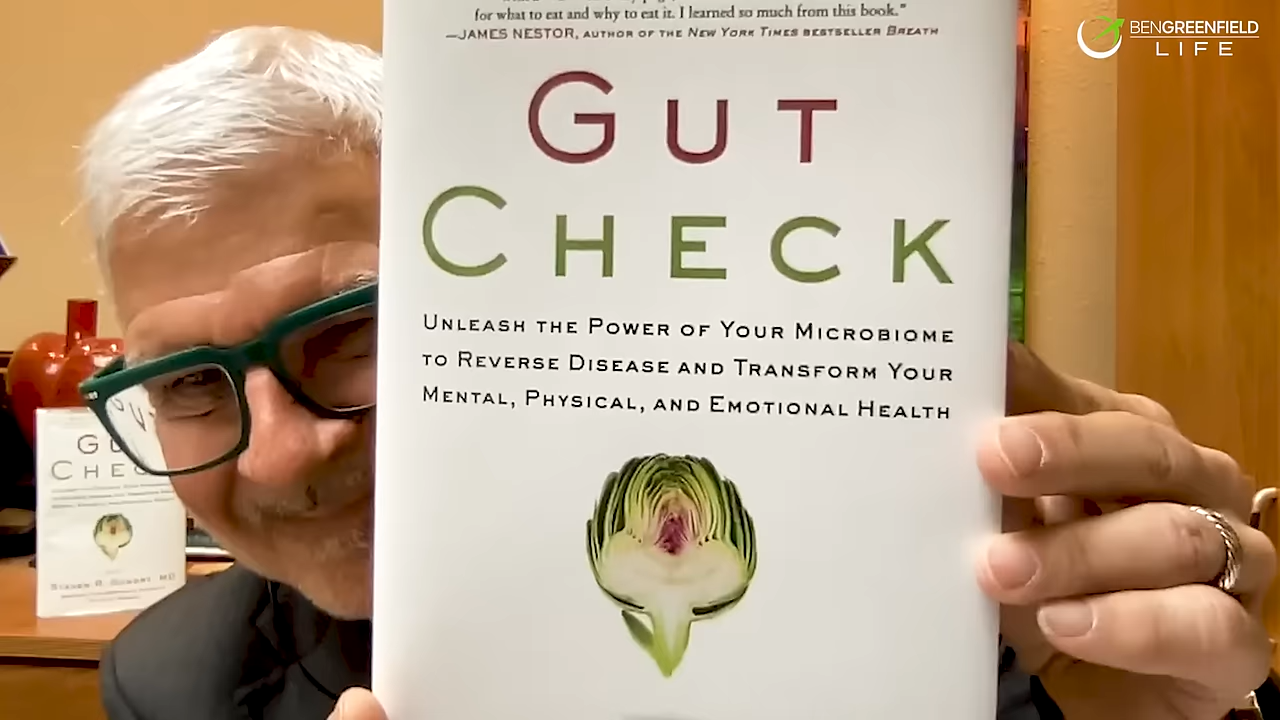 for what to eat and why to eat it. I learned so much from this book."
—JAMES NESTOR, AUTHOR OF THE NEW YORK TIMES BESTSELLER BREATH
GUT
CHECK
UNLEASH THE POWER OF YOUR MICROBIOME
TO REVERSE DISEASE AND TRANSFORM YOUR
MENTAL, PHYSICAL, AND EMOTIONAL HEALTH
BENGREENFIELD
LIFE
GU
CHEC
STEVEN R. GUNDRY, MD